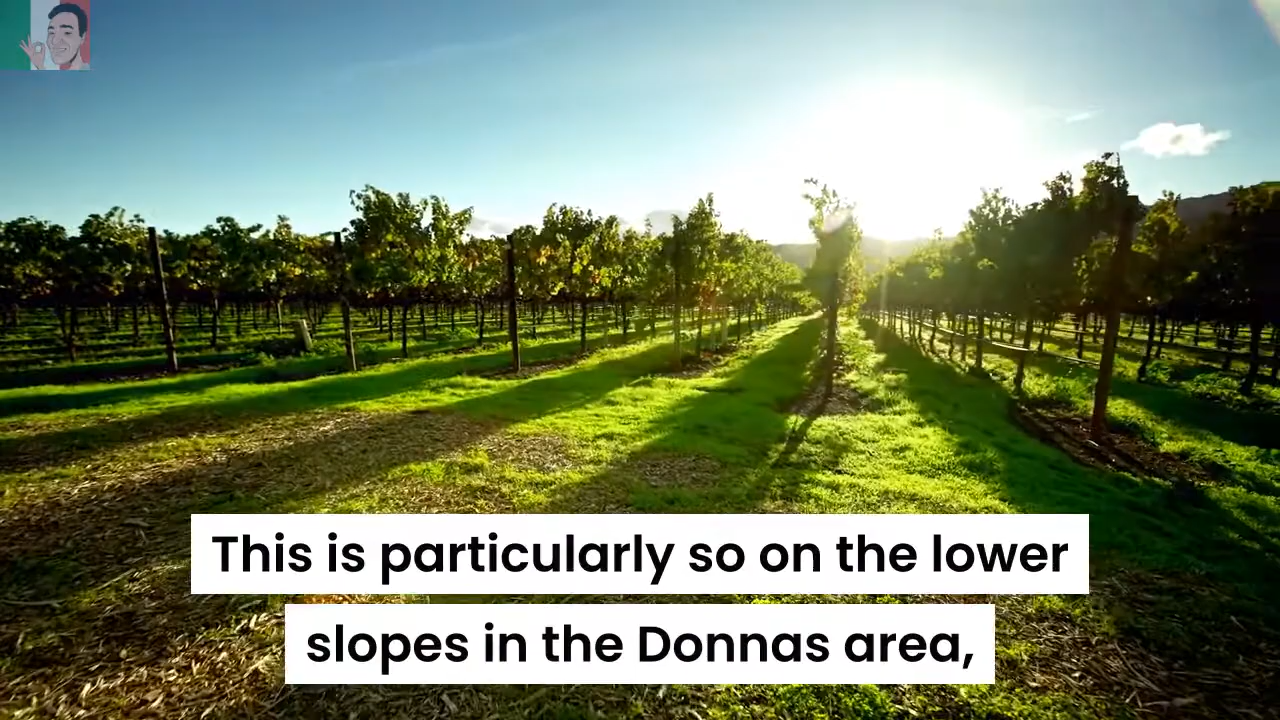 This is particularly so on the lower
slopes in the Donnas area,